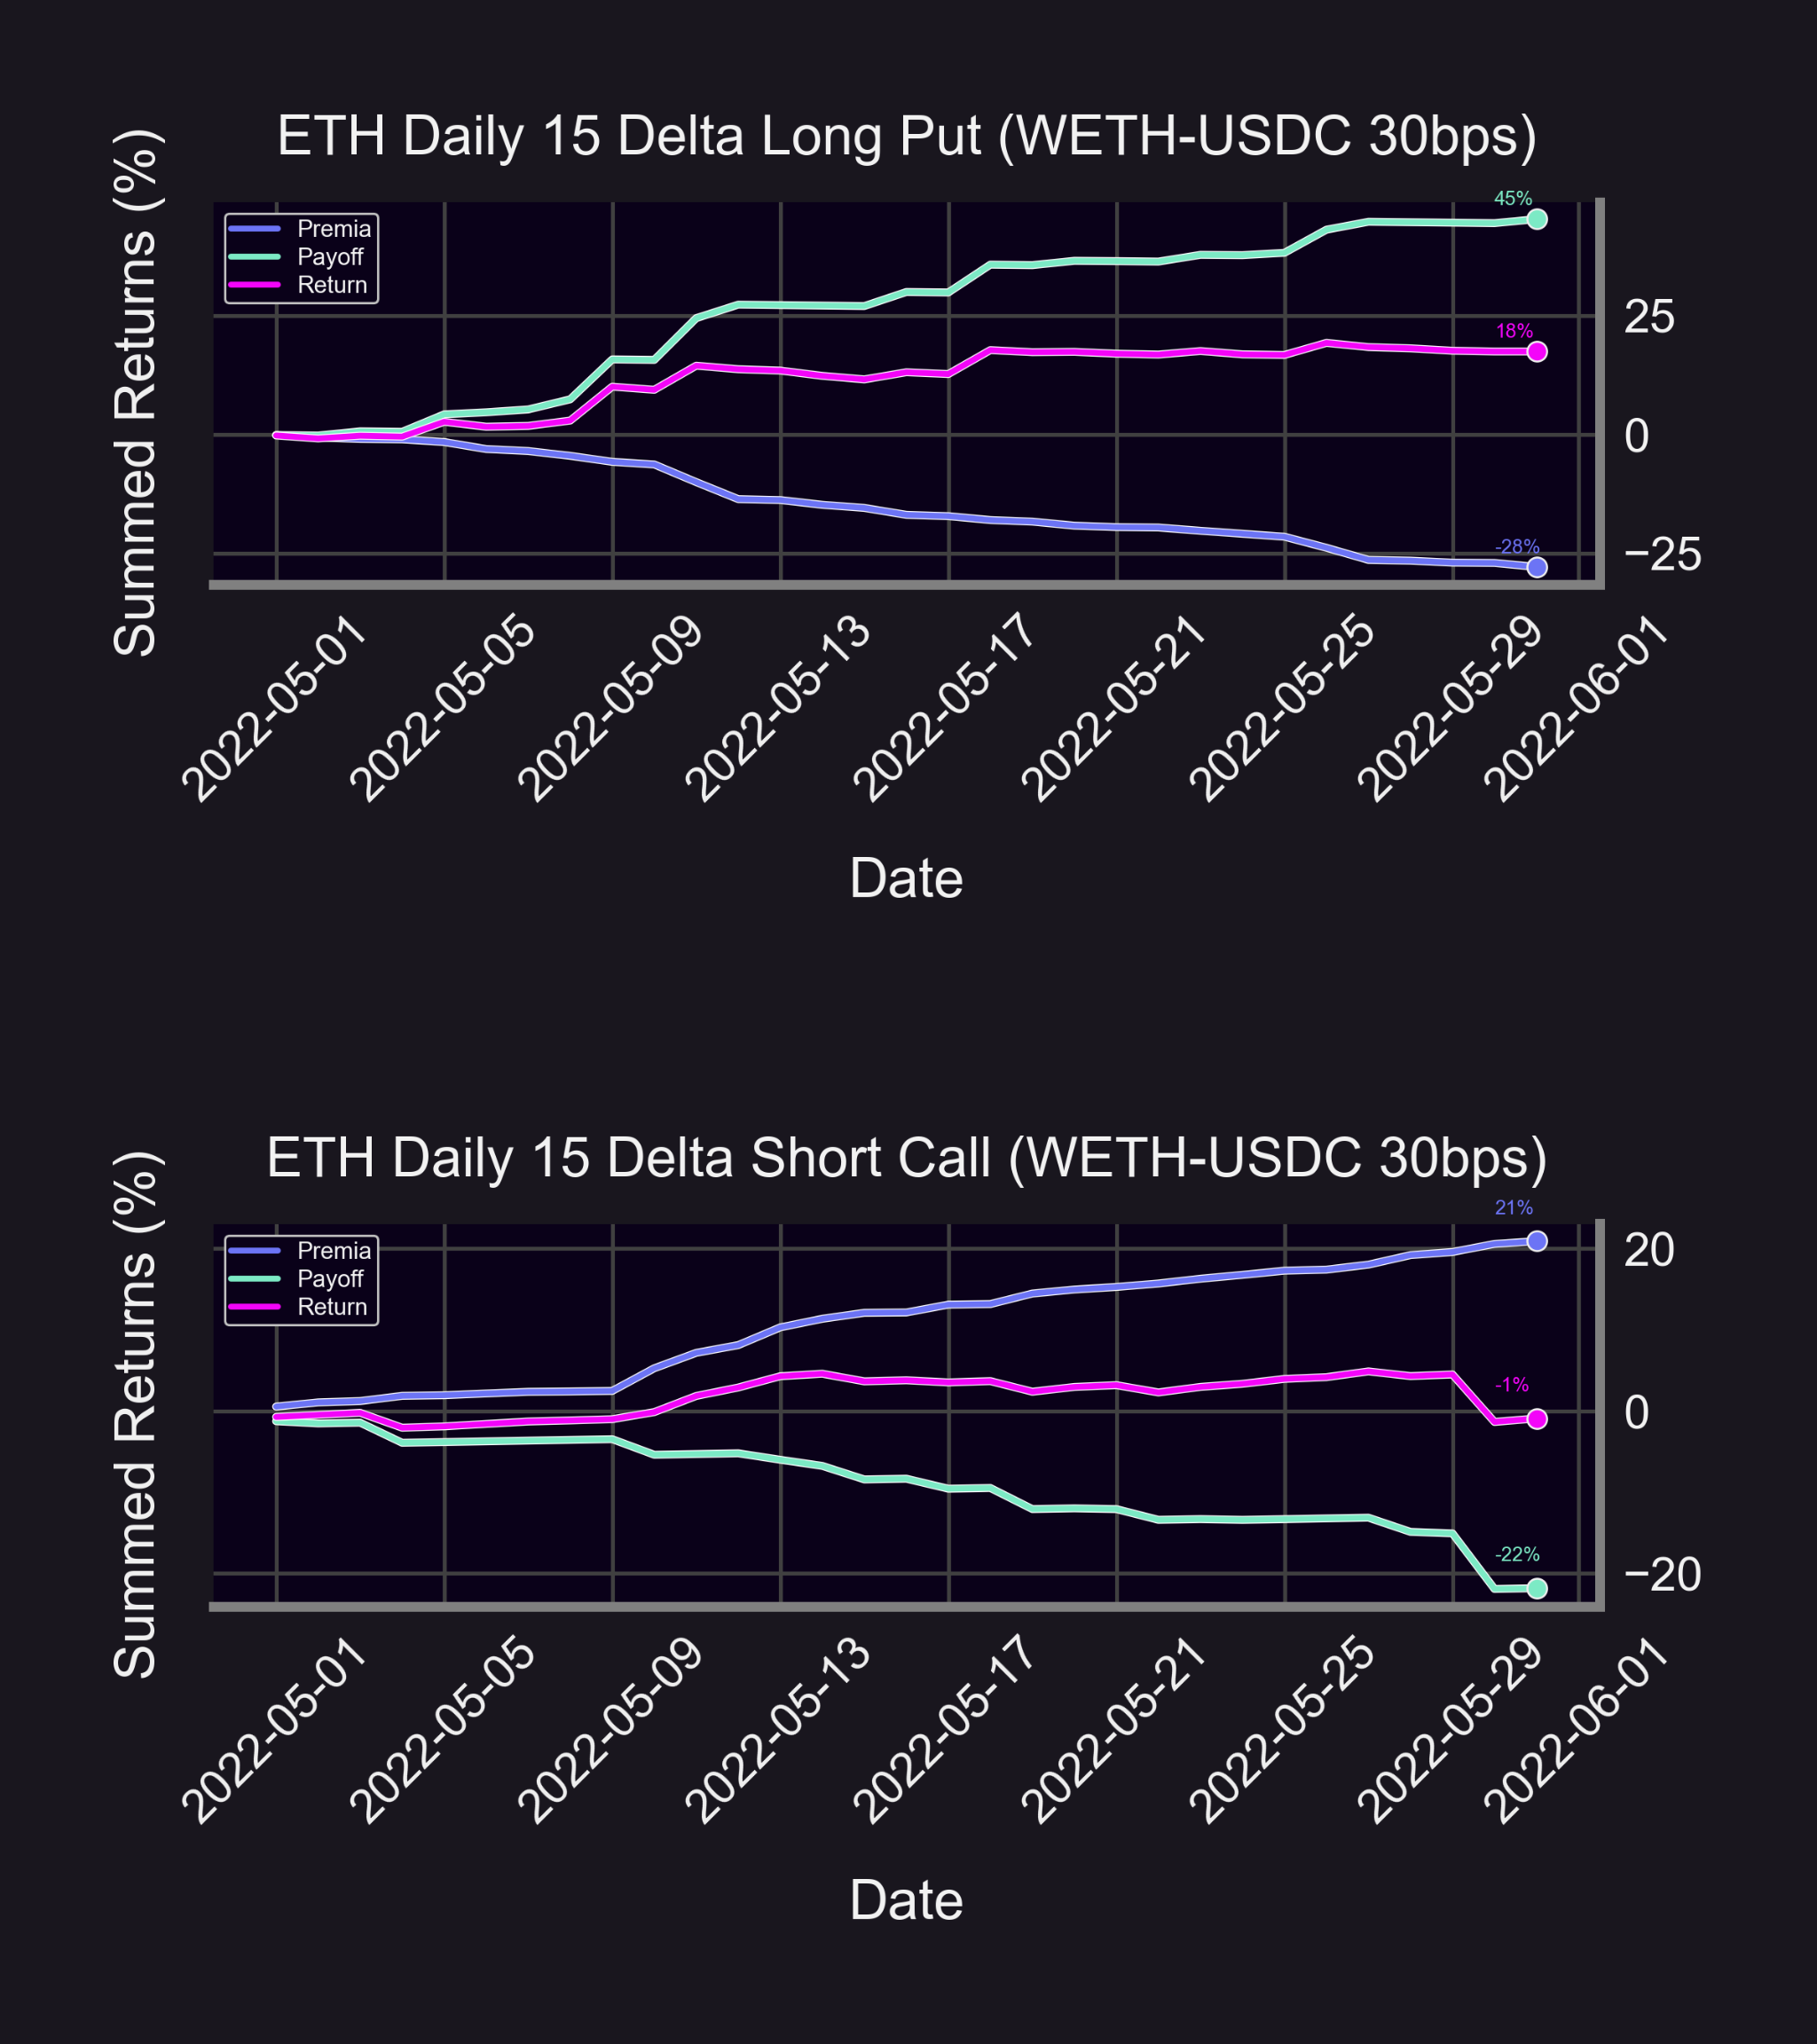 ETH Daily 15 Delta Long Put (WETH-USDC 30bps)
Summed Returns (%)
Premia
Payoff
Return
45%
18%
-28%
25
0
−25
2022-05-01
2022-05-05
2022-05-09
2022-05-13
2022-05-17
2022-05-21
2022-05-25
2022-05-29
2022-06-01
Date
ETH Daily 15 Delta Short Call (WETH-USDC 30bps)
Summed Returns (%)
Premia
Payoff
Return
21%
-1%
-22%
20
0
−20
2022-05-01
2022-05-05
2022-05-09
2022-05-13
2022-05-17
2022-05-21
2022-05-25
2022-05-29
2022-06-01
Date